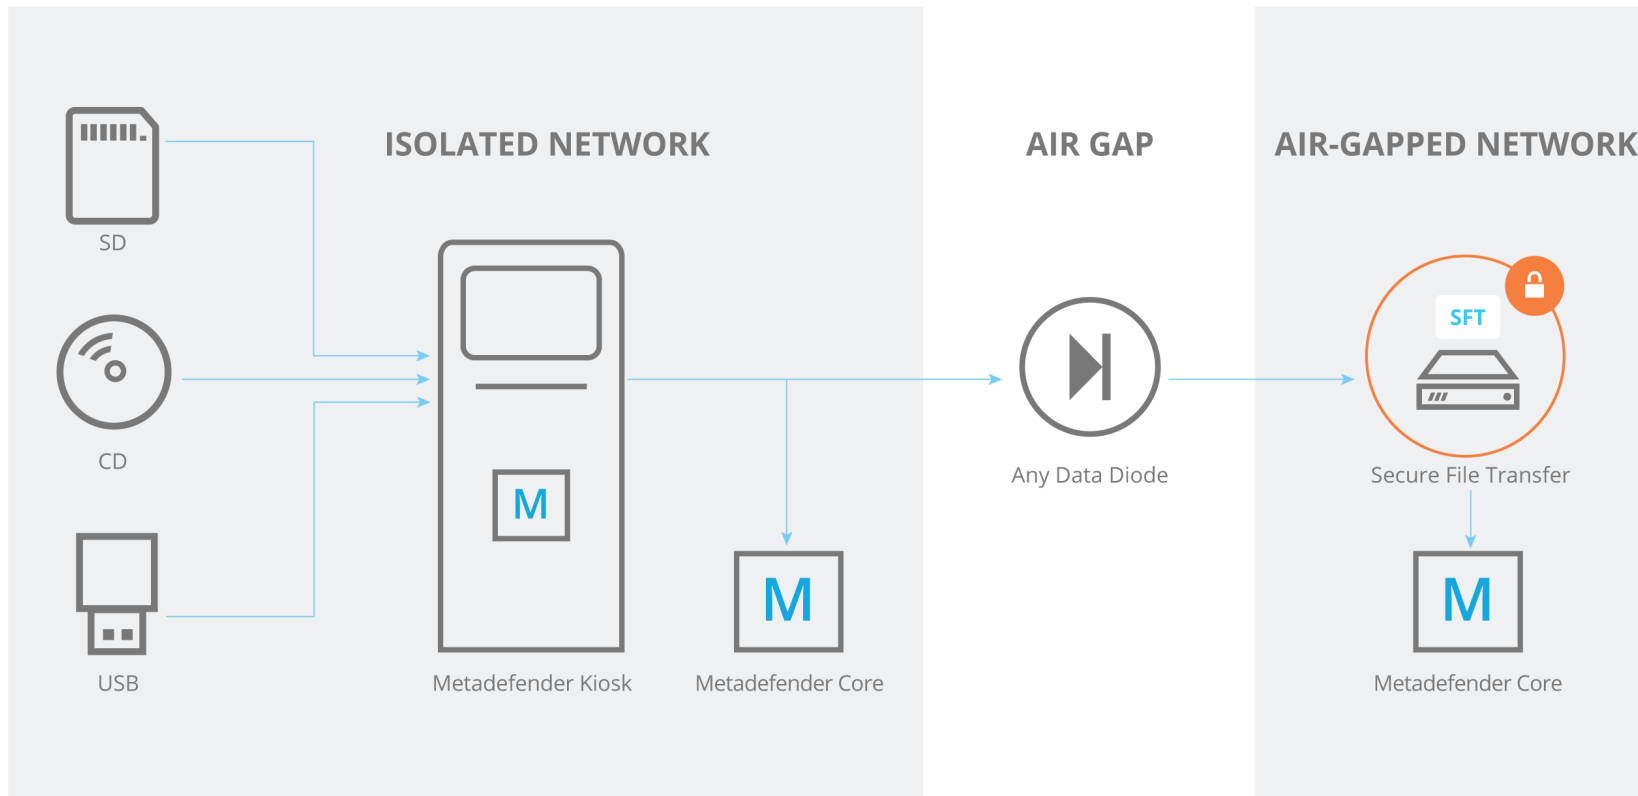 ISOLATED NETWORK
AIR GAP
AIR-GAPPED NETWORK
SD
CD
USB
M
Metadefender Kiosk
M
Metadefender Core
Any Data Diode
SFT
Secure File Transfer
M
Metadefender Core